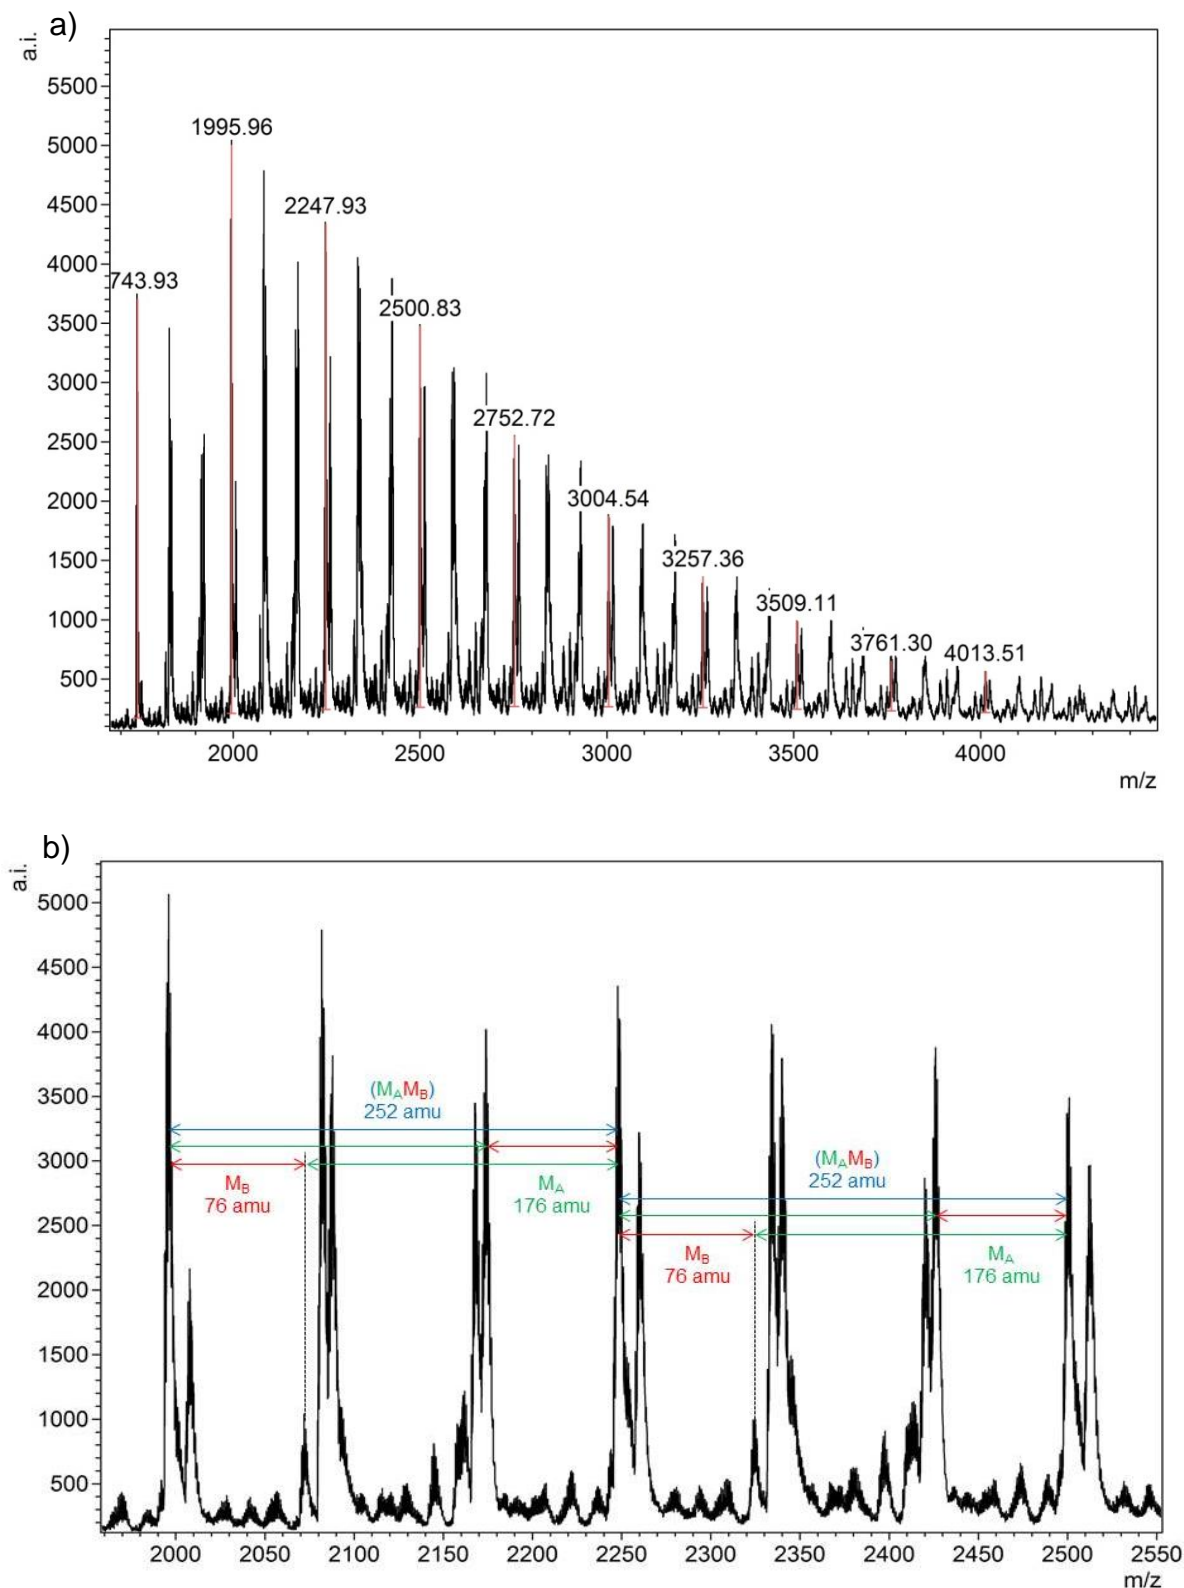 a)
a.i.
5500
5000
4500
4000
3500
3000
2500
2000
1500
1000
500
743.93
1995.96
2247.93
2500.83
2752.72
3004.54
3257.36
3509.11
3761.30
4013.51
2000 2500 3000 3500 4000
m/z
b)
a.i.
5000
4500
4000
3500
3000
2500
2000
1500
1000
500
(MAMB)
252 amu
MB
76 amu
MA
176 amu
(MAMB)
252 amu
MB
76 amu
MA
176 amu
2000 2050 2100 2150 2200 2250 2300 2350 2400 2450 2500 2550
m/z